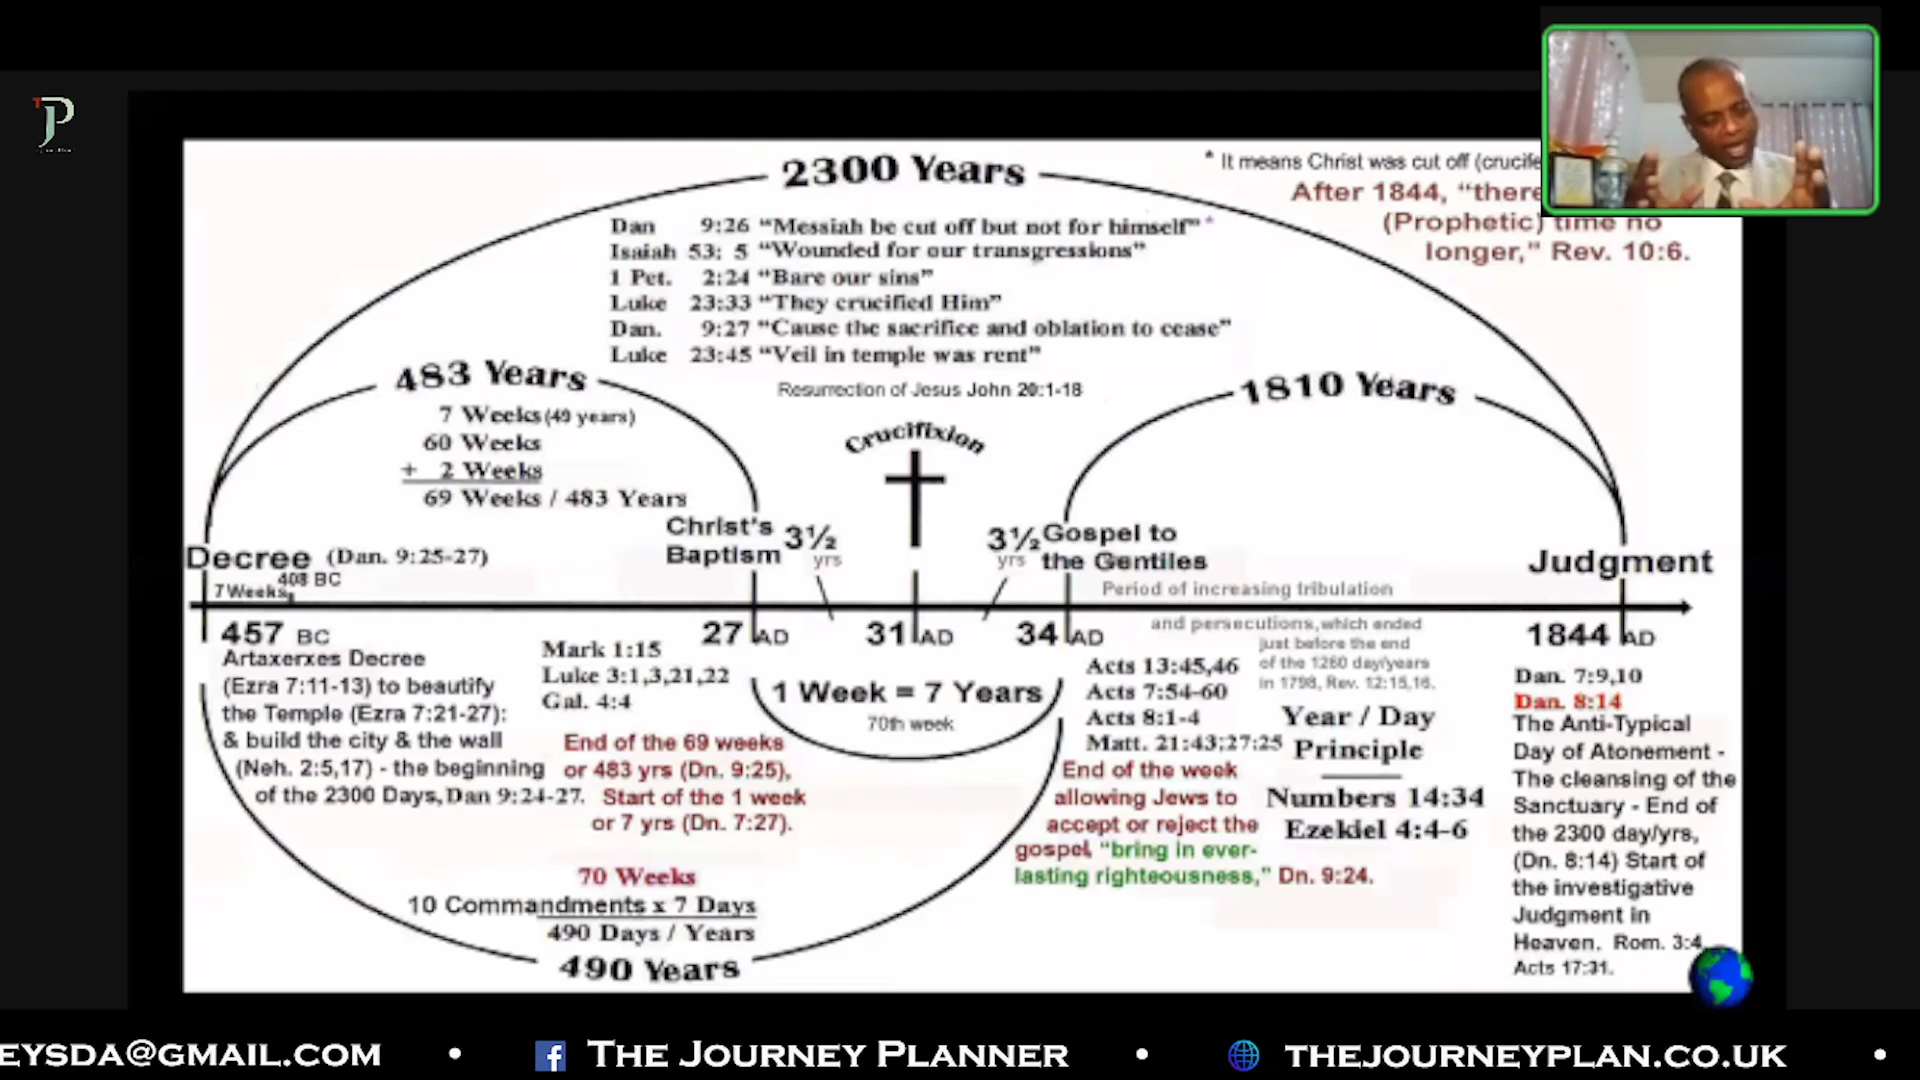 TJP
2300 Years
* It means Christ was cut off (crucife
After 1844, "there
(Prophetic) time no
longer," Rev. 10:6.
Dan 9:26 "Messiah be cut off but not for himself" *
Isaiah 53: 5 "Wounded for our transgressions"
1 Pet. 2:24 "Bare our sins"
Luke 23:33 "They crucified Him"
Dan. 9:27 "Cause the sacrifice and oblation to cease"
Luke 23:45 "Veil in temple was rent"
Resurrection of Jesus John 20:1-18
483 Years
7 Weeks (49 years)
60 Weeks
+ 2 Weeks
69 Weeks / 483 Years
1810 Years
Crucifixion
Decree (Dan. 9:25-27)
7 Weeks 408 BC
Christ's
Baptism
3½
yrs
3½
yrs
Gospel to
the Gentiles
Judgment
Period of increasing tribulation
457 BC
27 AD
31 AD
34 AD
1844 AD
and persecutions, which ended
just before the end
of the 1260 day/years
in 1798, Rev. 12:15,16.
Artaxerxes Decree
(Ezra 7:11-13) to beautify
the Temple (Ezra 7:21-27):
& build the city & the wall
(Neh. 2:5,17) - the beginning
of the 2300 Days, Dan 9:24-27.
Mark 1:15
Luke 3:1,3,21,22
Gal. 4:4
End of the 69 weeks
or 483 yrs (Dn. 9:25),
Start of the 1 week
or 7 yrs (Dn. 7:27).
1 Week = 7 Years
70th week
Acts 13:45,46
Acts 7:54-60
Acts 8:1-4
Matt. 21:43;27:25
End of the week
allowing Jews to
accept or reject the
gospel, "bring in ever-
lasting righteousness," Dn. 9:24.
Year / Day
Principle
Numbers 14:34
Ezekiel 4:4-6
Dan. 7:9,10
Dan. 8:14
The Anti-Typical
Day of Atonement -
The cleansing of the
Sanctuary - End of
the 2300 day/yrs,
(Dn. 8:14) Start of
the investigative
Judgment in
Heaven. Rom. 3:4
Acts 17:31.
70 Weeks
10 Commandments x 7 Days
490 Days / Years
490 Years
EYSDA@GMAIL.COM • THE JOURNEY PLANNER • THEJOURNEYPLAN.CO.UK •